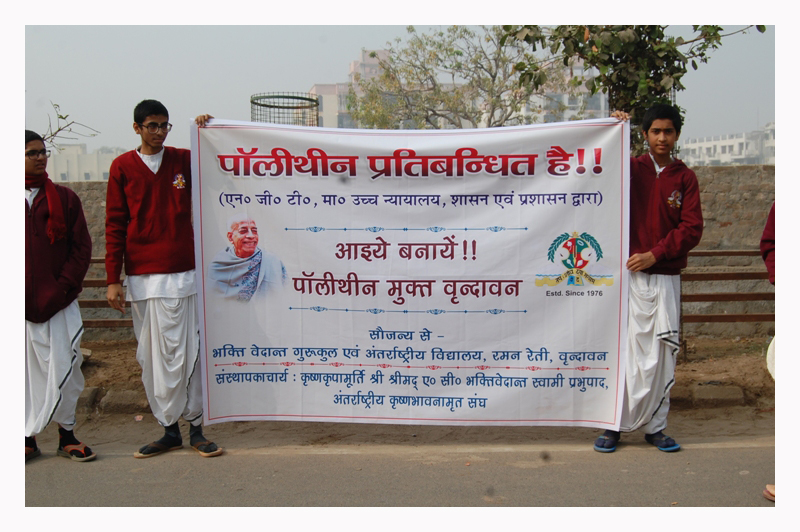 पॉलीथीन प्रतिबन्धित है!!
(एन० जी० टी०, मा० उच्च न्यायालय, शासन एवं प्रशासन द्वारा)
आइये बनायें!!
पॉलीथीन मुक्त वृन्दावन
Estd. Since 1976
सौजन्य से –
भक्ति वेदान्त गुरुकुल एवं अंतर्राष्ट्रीय विद्यालय, रमन रेती, वृन्दावन
संस्थापकाचार्य : कृष्णकृपामूर्ति श्री श्रीमद् ए० सी० भक्तिवेदान्त स्वामी प्रभुपाद,
अंतर्राष्ट्रीय कृष्णभावनामृत संघ